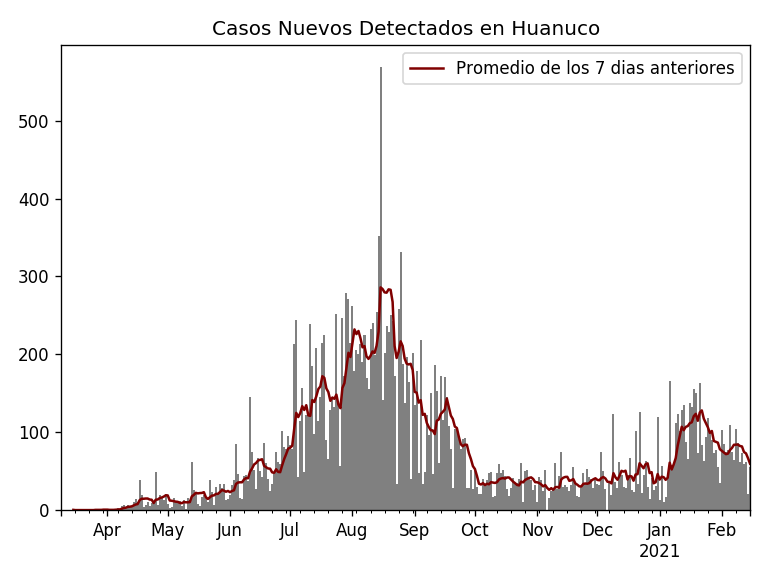 Casos Nuevos Detectados en Huanuco
Promedio de los 7 dias anteriores
500
400
300
200
100
0
Apr May Jun Jul Aug Sep Oct Nov Dec Jan Feb
2021